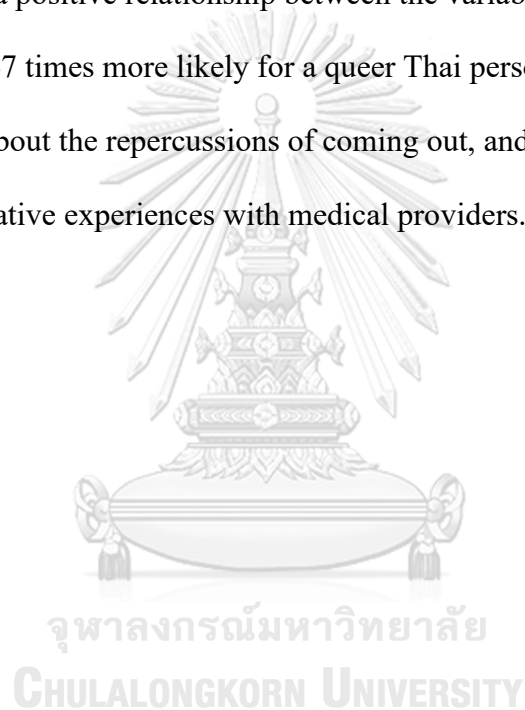 a positive relationship between the variab
7 times more likely for a queer Thai perso
bout the repercussions of coming out, and
ative experiences with medical providers.
จุฬาลงกรณ์มหาวิทยาลัย
CHULALONGKORN UNIVERSITY